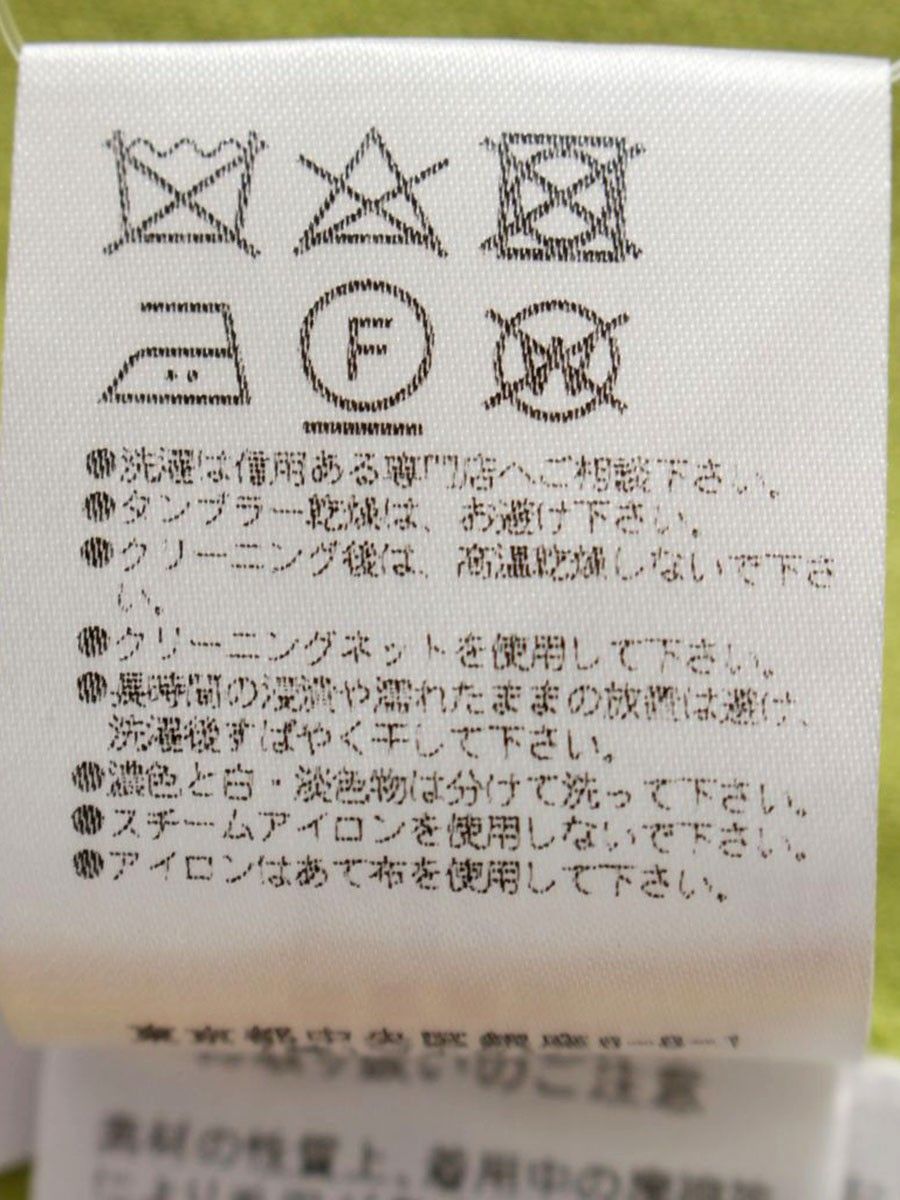 F
W
●洗濯は信用ある専門店へご相談下さい。
●タンブラー乾燥は、お避け下さい。
●クリーニング後は、高温乾燥しないで下さ
い。
●クリーニングネットを使用して下さい。
●長時間の浸漬や濡れたままの放置は避け、
洗濯後すばやく干して下さい。
●濃色と白・淡色物は分けて洗って下さい。
●スチームアイロンを使用しないで下さい。
●アイロンはあて布を使用して下さい。
東京都中央区
取り扱いのご注意
素材の性質上、着用中の摩擦